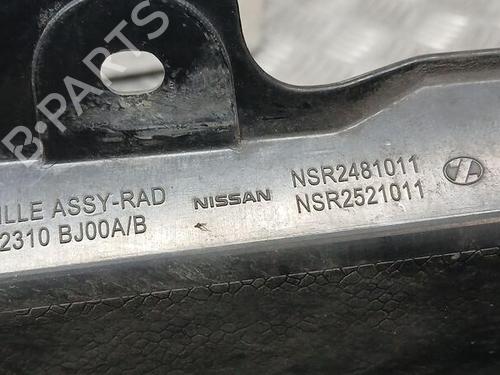 B-PARTS
ILLE ASSY-RAD
2310 BJ00A/B
NISSAN
NSR2481011
NSR2521011